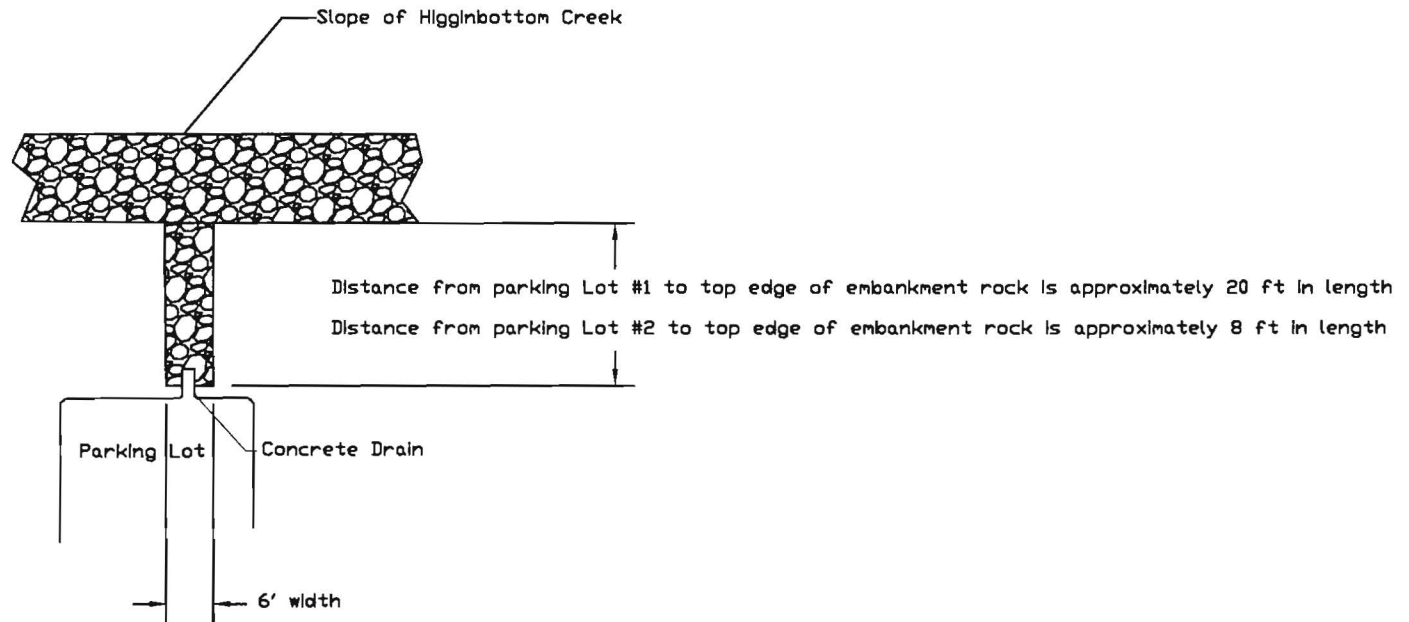 Slope of Higginbottom Creek
Distance from parking Lot #1 to top edge of embankment rock is approximately 20 ft in length
Distance from parking Lot #2 to top edge of embankment rock is approximately 8 ft in length
Parking Lot
Concrete Drain
6' width